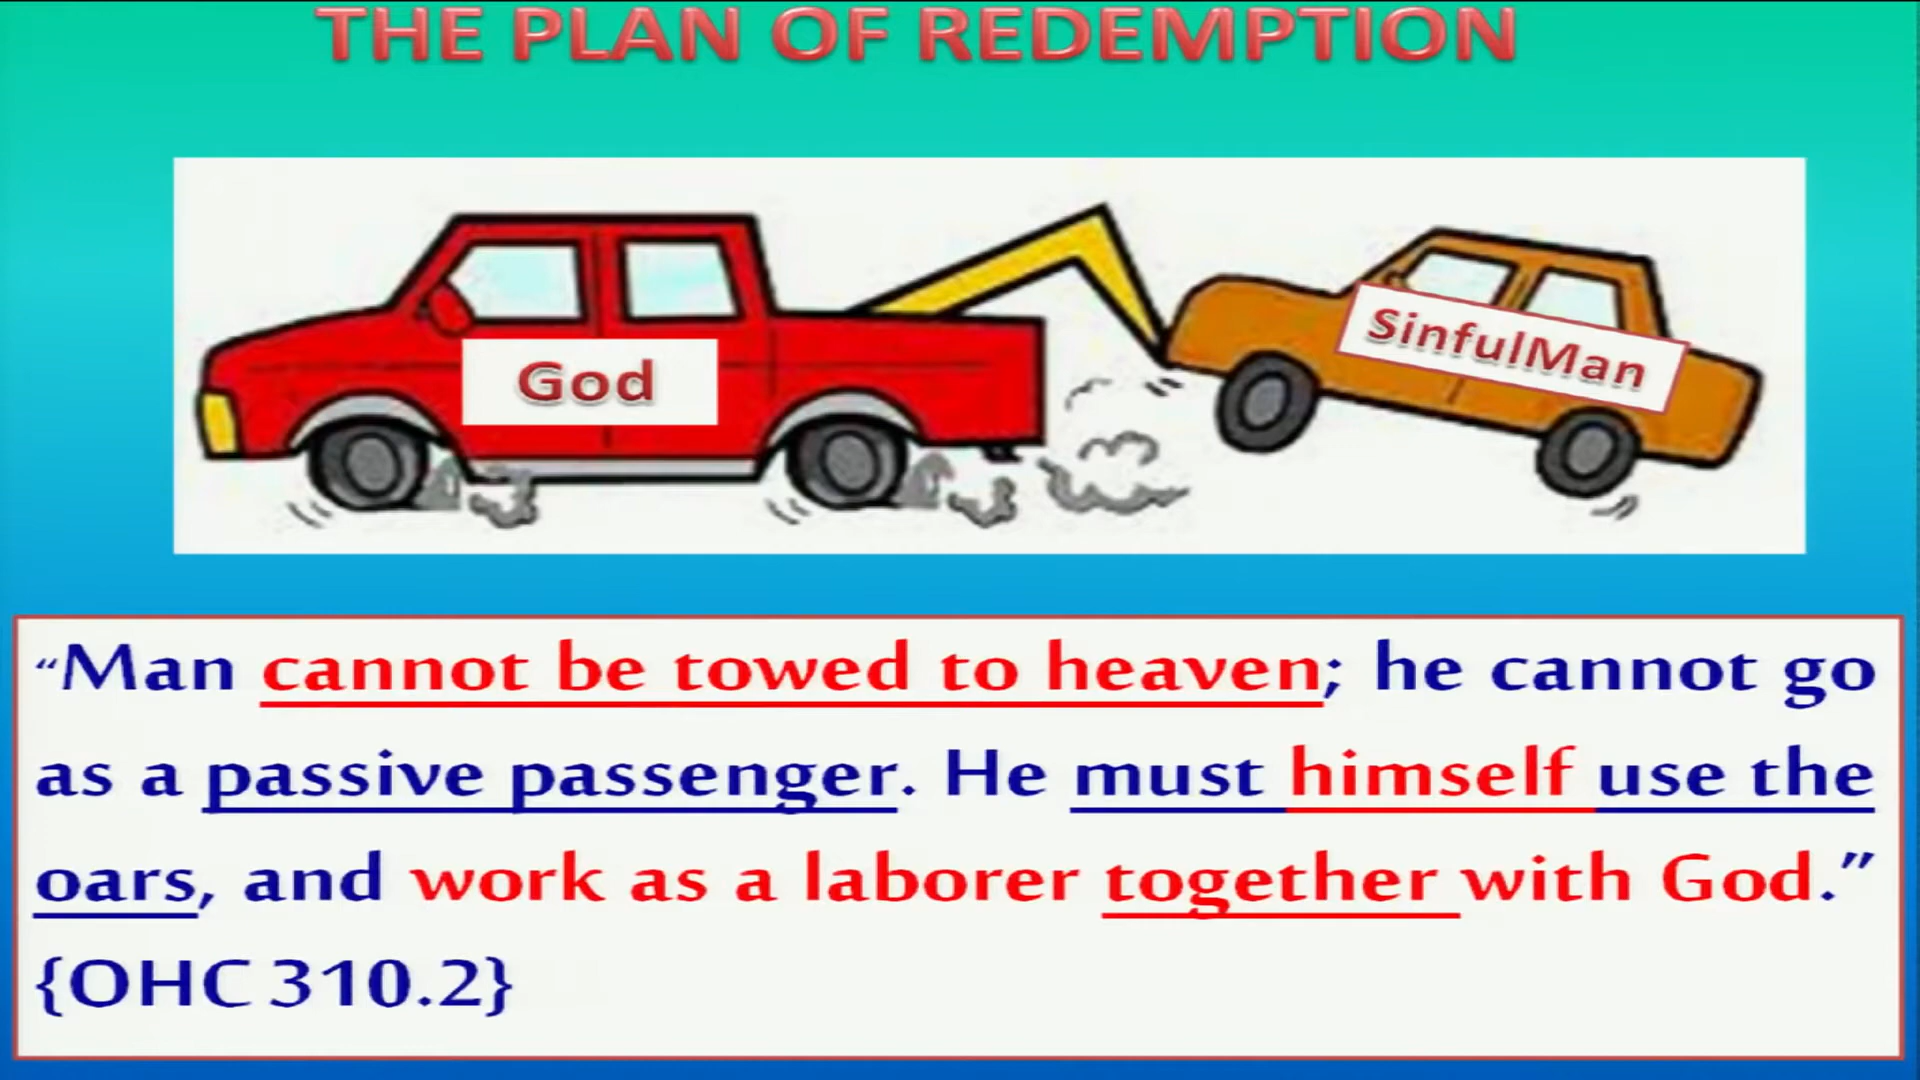 THE PLAN OF REDEMPTION
God
SinfulMan
“Man cannot be towed to heaven; he cannot go
as a passive passenger. He must himself use the
oars, and work as a laborer together with God.”
{OHC 310.2}